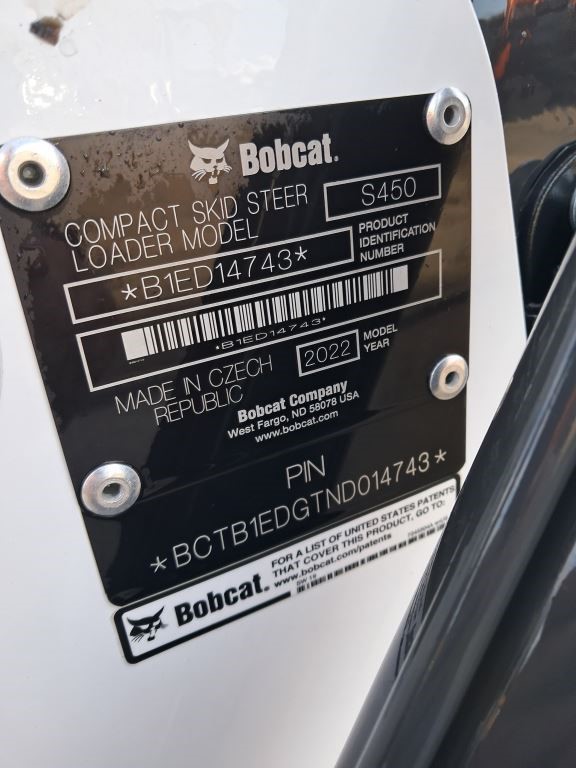 Bobcat.
COMPACT SKID STEER
LOADER MODEL
S450
*B1ED14743*
PRODUCT
IDENTIFICATION
NUMBER
*B1ED14743*
MADE IN CZECH
REPUBLIC
2022
MODEL
YEAR
Bobcat Company
West Fargo, ND 58078 USA
www.bobcat.com
PIN
*BCTB1EDGTND014743*
Bobcat.
FOR A LIST OF UNITED STATES PATENTS
THAT COVER THIS PRODUCT, GO TO:
www.bobcat.com/patents